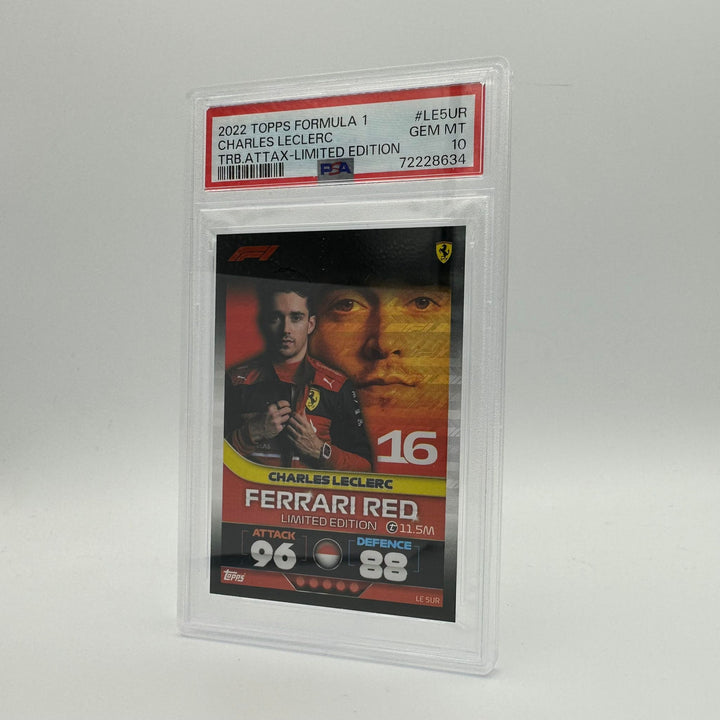 2022 TOPPS FORMULA 1 #LE5UR
CHARLES LECLERC GEM MT
TRB.ATTAX-LIMITED EDITION 10
PSA 72228634
F1
16
CHARLES LECLERC
FERRARI RED
LIMITED EDITION 11.5M
ATTACK DEFENCE
96 88
Topps
LE 5UR